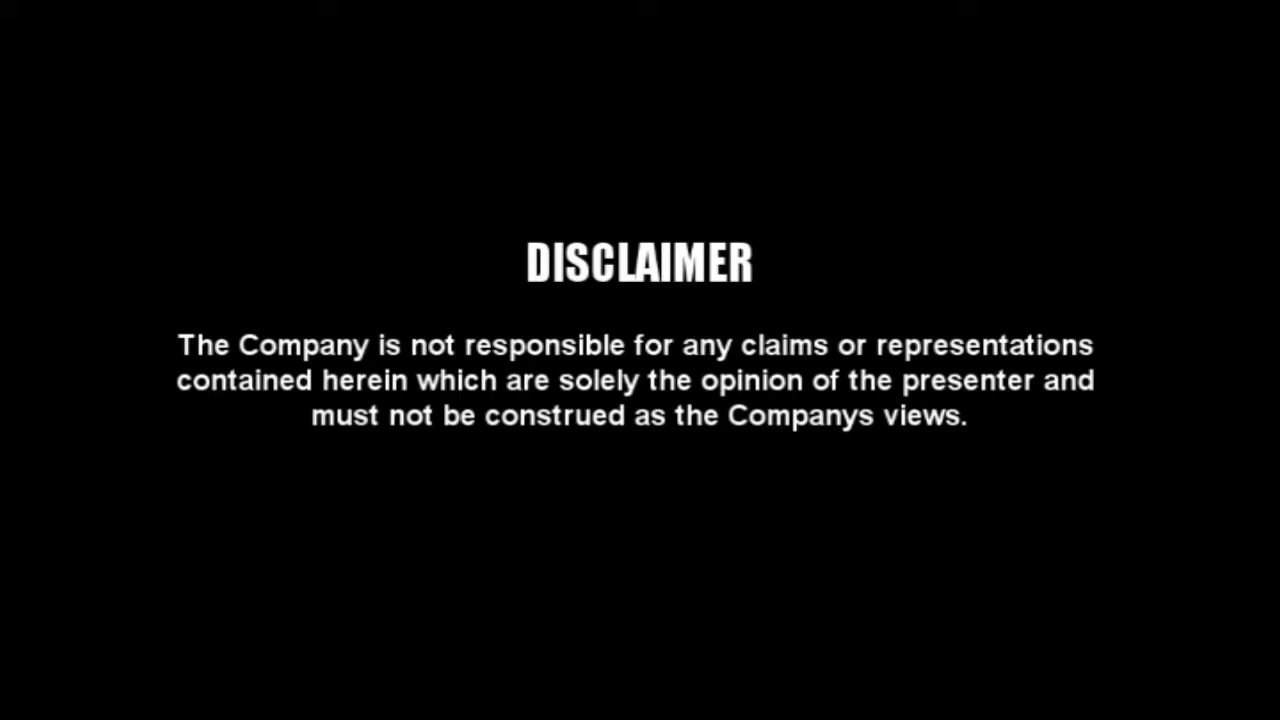 DISCLAIMER
The Company is not responsible for any claims or representations
contained herein which are solely the opinion of the presenter and
must not be construed as the Companys views.